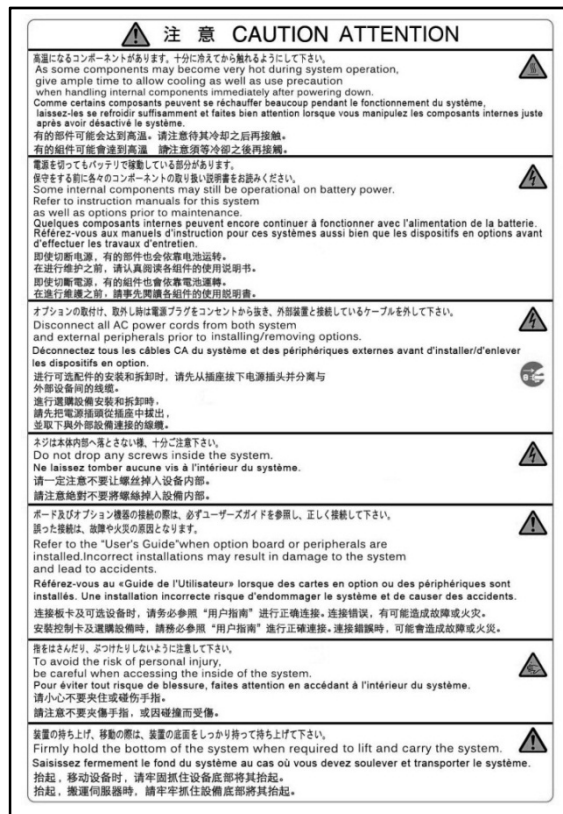 注 意 CAUTION ATTENTION
高温になるコンポーネントがあります。十分に冷えてから触れるようにして下さい。
As some components may become very hot during system operation,
give ample time to allow cooling as well as use precaution
when handling internal components immediately after powering down.
Comme certains composants peuvent se réchauffer beaucoup pendant le fonctionnement du système,
laissez-les se refroidir suffisamment et faites bien attention lorsque vous manipulez les composants internes juste
après avoir désactivé le système.
有的部件可能会达到高温。请注意待其冷却之后再接触。
有的組件可能會達到高溫 請注意須等冷卻之後再接觸。
電源を切ってもバッテリで稼動している部分があります。
保守をする前に各々のコンポーネントの取り扱い説明書をお読みください。
Some internal components may still be operational on battery power.
Refer to instruction manuals for this system
as well as options prior to maintenance.
Quelques composants internes peuvent encore continuer à fonctionner avec l'alimentation de la batterie.
Référez-vous aux manuels d'instruction pour ces systèmes aussi bien que les dispositifs en options avant
d'effectuer les travaux d'entretien.
即使切断电源，有的部件也会依靠电池运转。
在进行维护之前，请认真阅读各组件的使用说明书。
即使切斷電源，有的組件也會依靠電池運轉。
在進行維護之前，請事先閱讀各組件的使用說明書。
オプションの取付け、取外し時は電源プラグをコンセントから抜き、外部装置と接続しているケーブルを外して下さい。
Disconnect all AC power cords from both system
and external peripherals prior to installing/removing options.
Déconnectez tous les câbles CA du système et des périphériques externes avant d'installer/d'enlever
les dispositifs en option.
进行可选配件的安装和拆卸时，请先从插座拔下电源插头并分离与
外部设备间的线缆。
進行選購設備安裝和拆卸時，
請先把電源插頭從插座中拔出，
並取下與外部設備連接的線纜。
ネジは本体内部へ落とさない様、十分ご注意下さい。
Do not drop any screws inside the system.
Ne laissez tomber aucune vis à l'intérieur du système.
请一定注意不要让螺丝掉入设备内部。
請注意絕對不要將螺絲掉入設備內部。
ボード及びオプション機器の接続の際は、必ずユーザーズガイドを参照し、正しく接続して下さい。
誤った接続は、故障や火災の原因となります。
Refer to the "User's Guide"when option board or peripherals are
installed.Incorrect installations may result in damage to the system
and lead to accidents.
Référez-vous au «Guide de l'Utilisateur» lorsque des cartes en option ou des périphériques sont
installés. Une installation incorrecte risque d'endommager le système et de causer des accidents.
连接板卡及可选设备时，请务必参照“用户指南”进行正确连接。连接错误，有可能造成故障或火灾。
安裝控制卡及選購設備時，請務必參照“用戶指南”進行正確連接。連接錯誤時，可能會造成故障或火災。
指をはさんだり、ぶつけたりしないように注意して下さい。
To avoid the risk of personal injury,
be careful when accessing the inside of the system.
Pour éviter tout risque de blessure, faites attention en accédant à l'intérieur du système.
请小心不要夹住或碰伤手指。
請注意不要夾傷手指，或因碰撞而受傷。
装置の持ち上げ、移動の際は、装置の底面をしっかり持って持ち上げて下さい。
Firmly hold the bottom of the system when required to lift and carry the system.
Saisissez fermement le fond du système au cas où vous devez soulever et transporter le système.
抬起，移动设备时，请牢固抓住设备底部将其抬起。
抬起，搬運伺服器時，請牢牢抓住設備底部將其抬起。